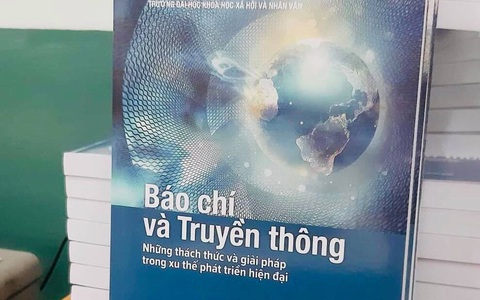 TRƯỜNG ĐẠI HỌC KHOA HỌC XÃ HỘI VÀ NHÂN VĂN
Báo chí
và Truyền thông
Những thách thức và giải pháp
trong xu thế phát triển hiện đại